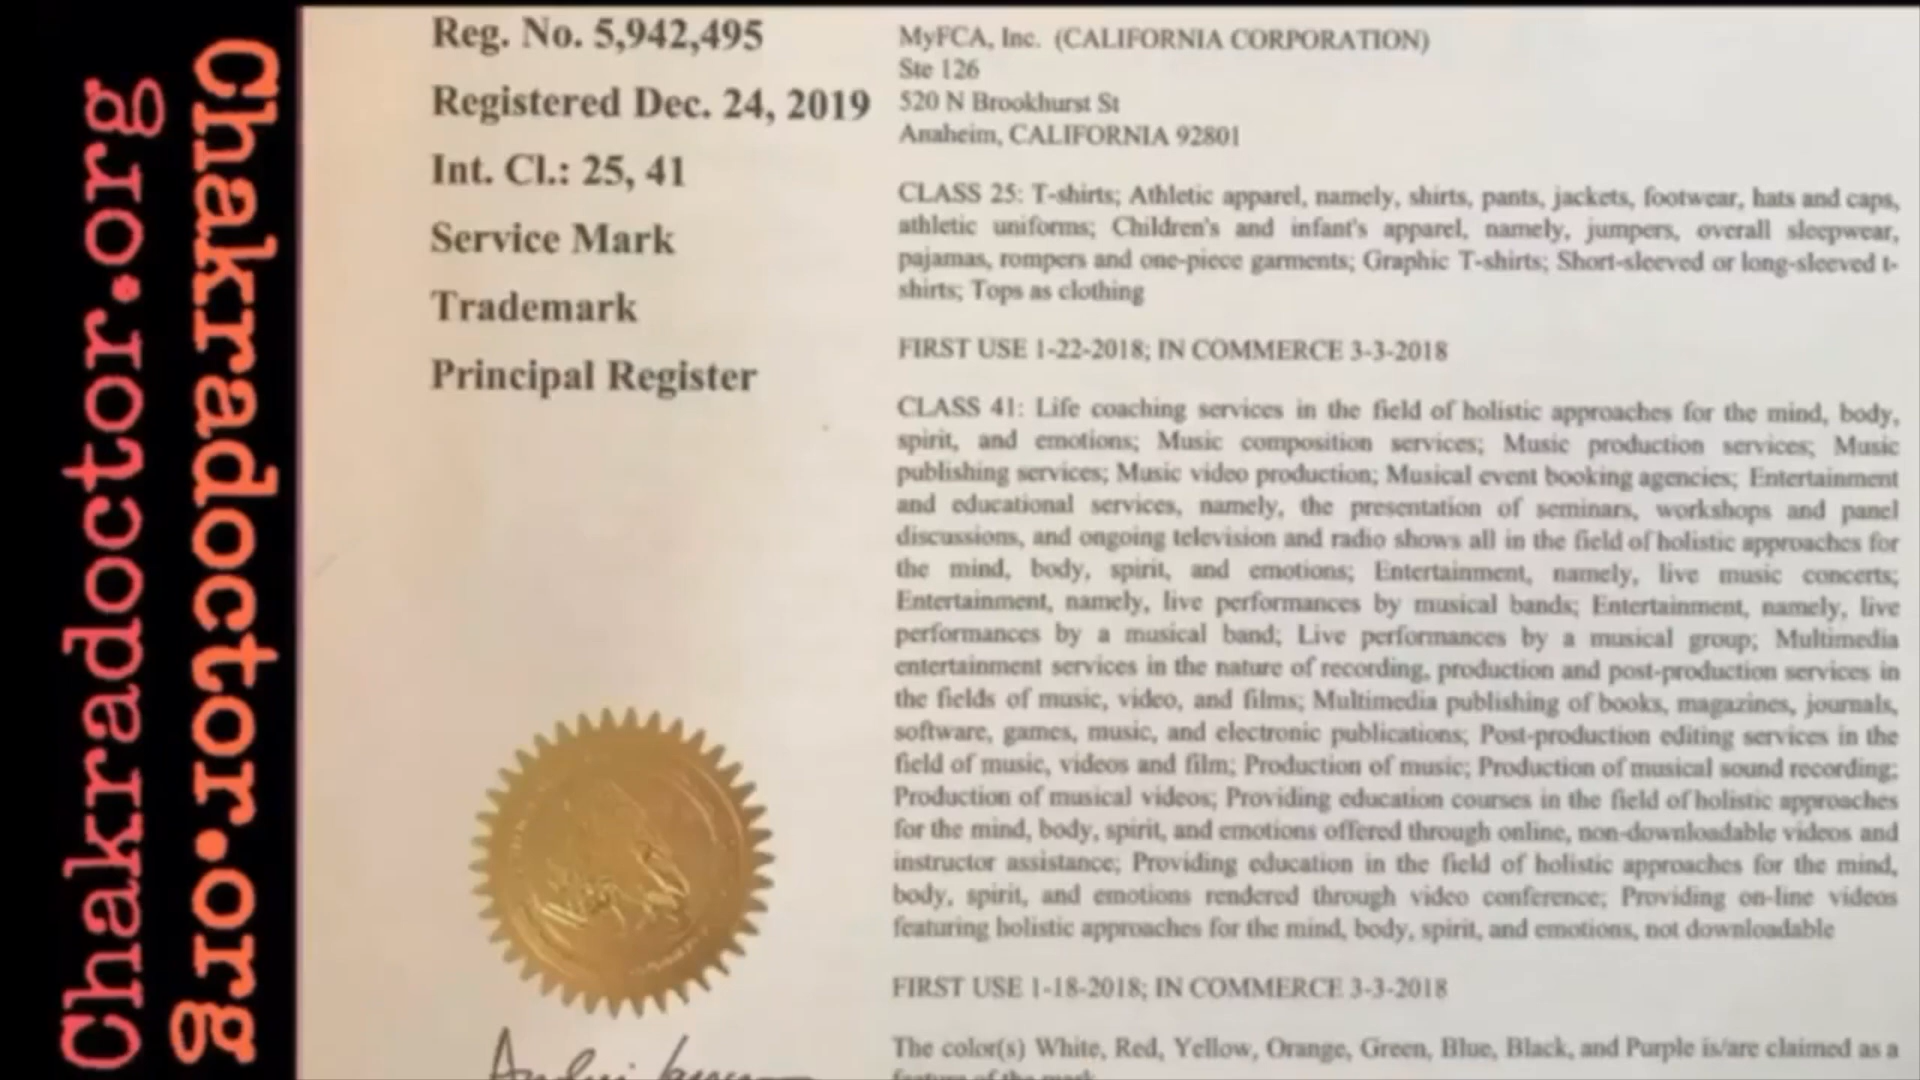 Chakradoctor.org
Chakradoctor.org
Reg. No. 5,942,495
Registered Dec. 24, 2019
Int. Cl.: 25, 41
Service Mark
Trademark
Principal Register
MyFCA, Inc. (CALIFORNIA CORPORATION)
Ste 126
520 N Brookhurst St
Anaheim, CALIFORNIA 92801
CLASS 25: T-shirts; Athletic apparel, namely, shirts, pants, jackets, footwear, hats and caps,
athletic uniforms; Children's and infant's apparel, namely, jumpers, overall sleepwear,
pajamas, rompers and one-piece garments; Graphic T-shirts; Short-sleeved or long-sleeved t-
shirts; Tops as clothing
FIRST USE 1-22-2018; IN COMMERCE 3-3-2018
CLASS 41: Life coaching services in the field of holistic approaches for the mind, body,
spirit, and emotions; Music composition services; Music production services; Music
publishing services; Music video production; Musical event booking agencies; Entertainment
and educational services, namely, the presentation of seminars, workshops and panel
discussions, and ongoing television and radio shows all in the field of holistic approaches for
the mind, body, spirit, and emotions; Entertainment, namely, live music concerts;
Entertainment, namely, live performances by musical bands; Entertainment, namely, live
performances by a musical band; Live performances by a musical group; Multimedia
entertainment services in the nature of recording, production and post-production services in
the fields of music, video, and films; Multimedia publishing of books, magazines, journals,
software, games, music, and electronic publications; Post-production editing services in the
field of music, videos and film; Production of music; Production of musical sound recording;
Production of musical videos; Providing education courses in the field of holistic approaches
for the mind, body, spirit, and emotions offered through online, non-downloadable videos and
instructor assistance; Providing education in the field of holistic approaches for the mind,
body, spirit, and emotions rendered through video conference; Providing on-line videos
featuring holistic approaches for the mind, body, spirit, and emotions, not downloadable
FIRST USE 1-18-2018; IN COMMERCE 3-3-2018
The color(s) White, Red, Yellow, Orange, Green, Blue, Black, and Purple is/are claimed as a
feature of the mark